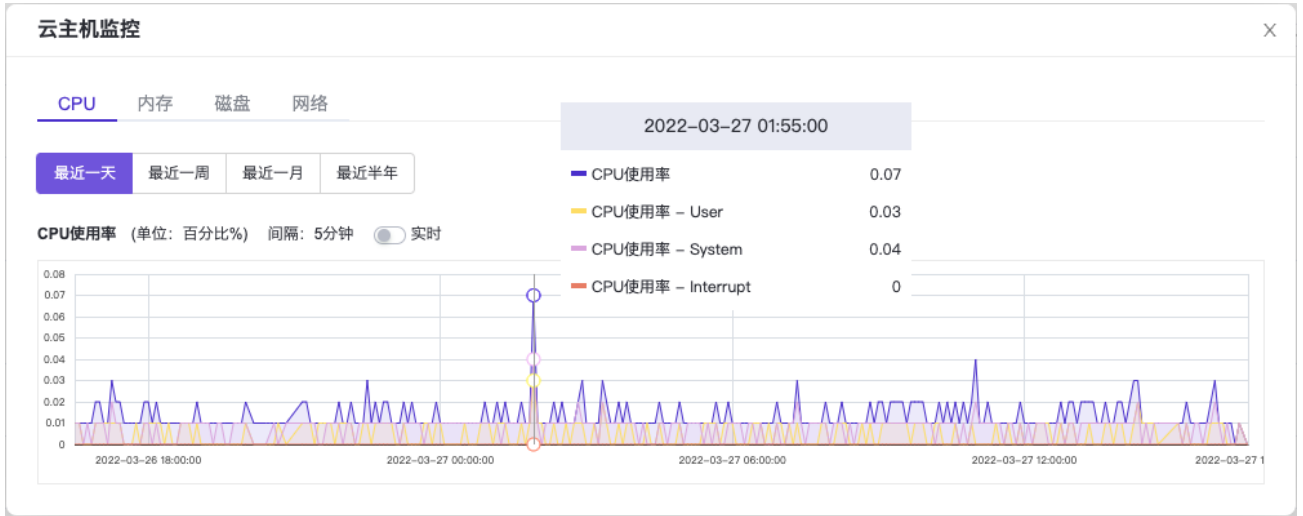 云主机监控
X
CPU 内存 磁盘 网络
2022-03-27 01:55:00
CPU使用率 0.07
CPU使用率 - User 0.03
CPU使用率 - System 0.04
CPU使用率 - Interrupt 0
最近一天 最近一周 最近一月 最近半年
CPU使用率 (单位：百分比%) 间隔：5分钟 实时
0.08
0.07
0.06
0.05
0.04
0.03
0.02
0.01
0
2022-03-26 18:00:00 2022-03-27 00:00:00 2022-03-27 06:00:00 2022-03-27 12:00:00 2022-03-27 1